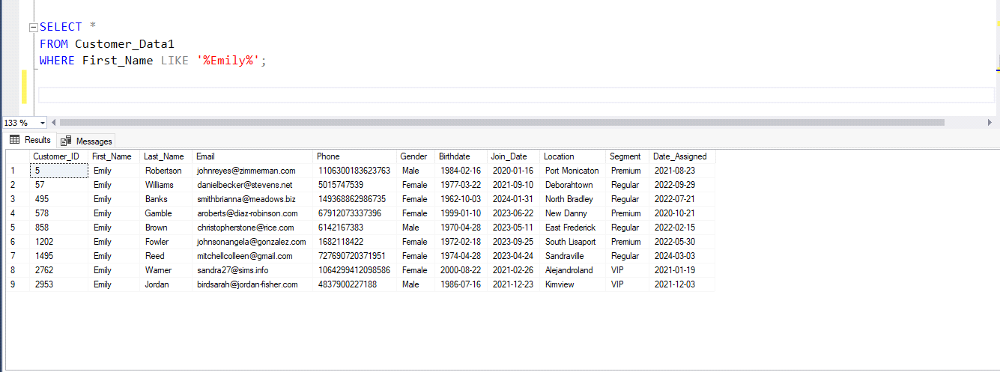 SELECT *
FROM Customer_Data1
WHERE First_Name LIKE '%Emily%';
133 %
Results Messages
Customer_ID First_Name Last_Name Email Phone Gender Birthdate Join_Date Location Segment Date_Assigned
1 5 Emily Robertson johnreyes@zimmerman.com 1106300183623763 Male 1984-02-16 2020-01-16 Port Monicaton Premium 2021-08-23
2 57 Emily Williams danielbecker@stevens.net 5015747539 Female 1977-03-22 2021-09-10 Deborahtown Regular 2022-09-29
3 495 Emily Banks smithbrianna@meadows.biz 149368862986735 Female 1962-10-03 2024-01-31 North Bradley Regular 2022-07-21
4 578 Emily Gamble aroberts@diaz-robinson.com 67912073337396 Female 1999-01-10 2023-06-22 New Danny Premium 2020-10-21
5 858 Emily Brown christopherstone@rice.com 6142167383 Male 1970-04-28 2023-05-11 East Frederick Regular 2022-02-15
6 1202 Emily Fowler johnsonangela@gonzalez.com 1682118422 Female 1972-02-18 2023-09-25 South Lisaport Premium 2022-05-30
7 1495 Emily Reed mitchellcolleen@gmail.com 727690720371951 Female 1974-04-28 2023-04-24 Sandraville Regular 2024-03-03
8 2762 Emily Warner sandra27@sims.info 1064299412098586 Female 2000-08-22 2021-02-26 Alejandroland VIP 2021-01-19
9 2953 Emily Jordan birdsarah@jordan-fisher.com 4837900227188 Male 1986-07-16 2021-12-23 Kimview VIP 2021-12-03